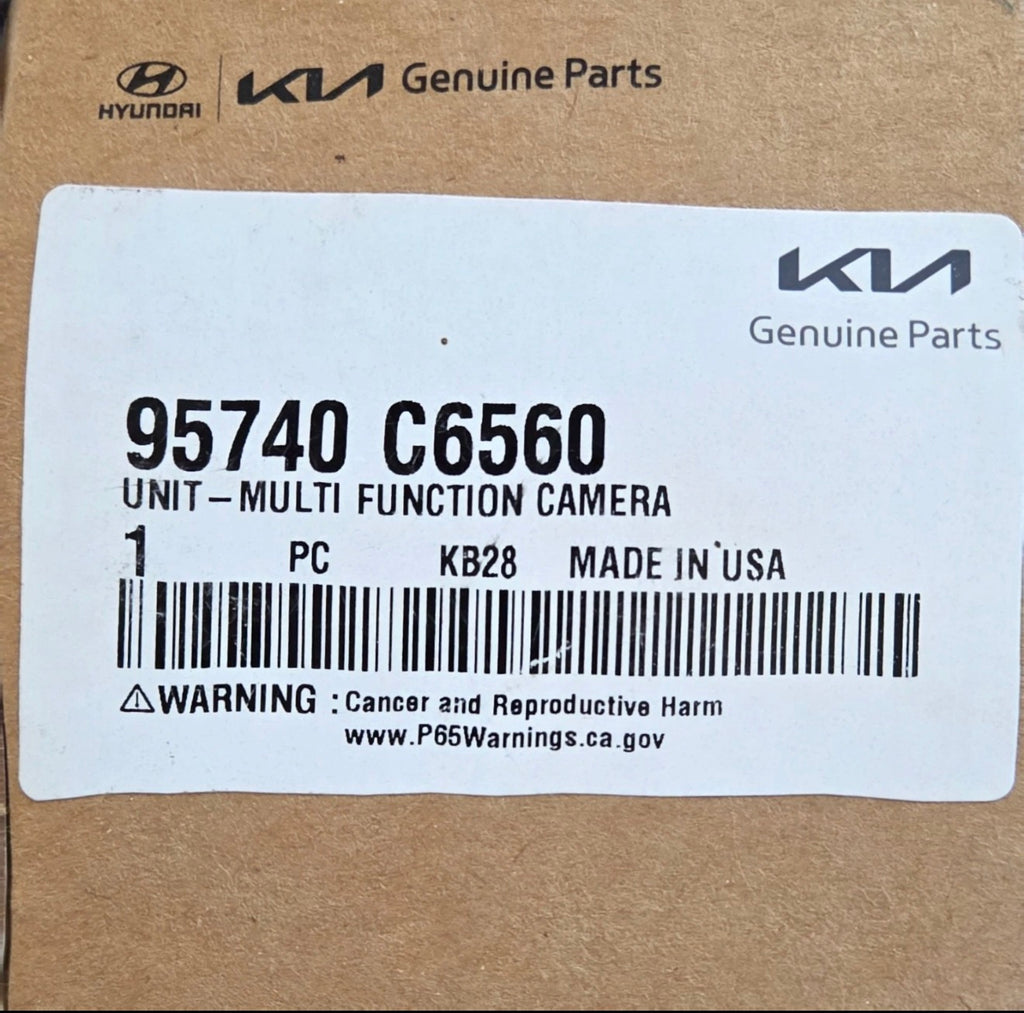 HYUNDAI KIA Genuine Parts
KIA
Genuine Parts
95740 C6560
UNIT-MULTI FUNCTION CAMERA
1 PC KB28 MADE IN USA
⚠WARNING : Cancer and Reproductive Harm
www.P65Warnings.ca.gov